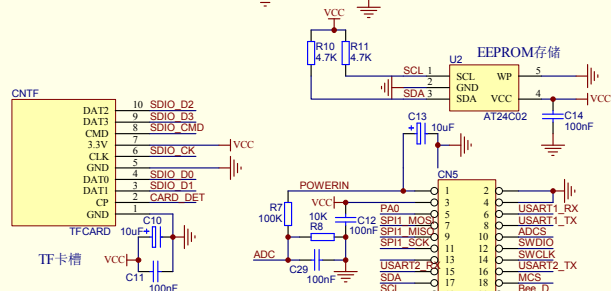 VCC
R10
4.7K
R11
4.7K
SCL 1
2
SDA 3
U2
EEPROM存储
SCL
GND
SDA
WP
VCC
5
4
VCC
AT24C02
C14
100nF
CNTF
DAT2
DAT3
CMD
3.3V
CLK
GND
DAT0
DAT1
CP
GND
10 SDIO_D2
9 SDIO_D3
8 SDIO_CMD
7
VCC
6 SDIO_CK
5
4 SDIO_D0
3 SDIO_D1
2 CARD_DET
1
TFCARD
TF卡槽
C10
10uF
VCC
C11
100nF
C13
10uF
CN5
POWERIN
R7
100K
VCC
10K
R8
C12
100nF
ADC
C29
100nF
PA0
SPI1_MOSI
SPI1_MISO
SPI1_SCK
USART2_RX
SDA
SCL
1 2
3 4
5 6
7 8
9 10
11 12
13 14
15 16
17 18
USART1_RX
USART1_TX
ADCS
SWDIO
SWCLK
USART2_TX
MCS
Bee_D